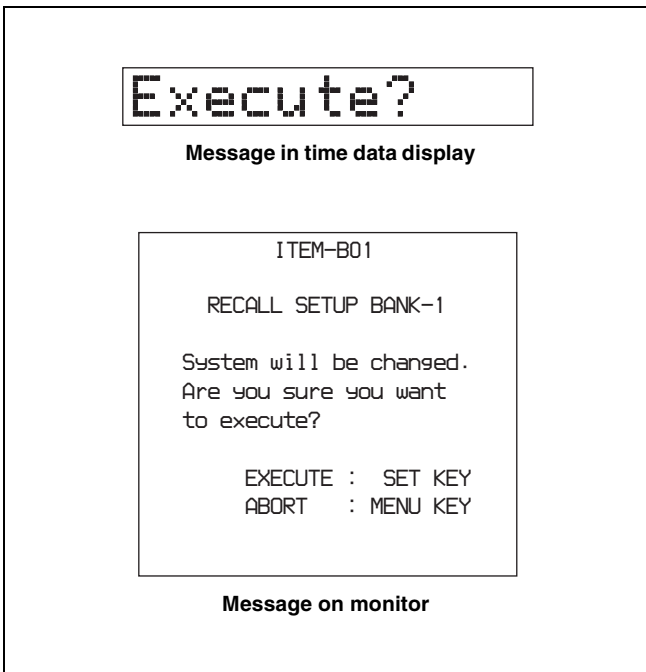 Execute?
Message in time data display
ITEM-B01
RECALL SETUP BANK-1
System will be changed.
Are you sure you want
to execute?
EXECUTE : SET KEY
ABORT : MENU KEY
Message on monitor